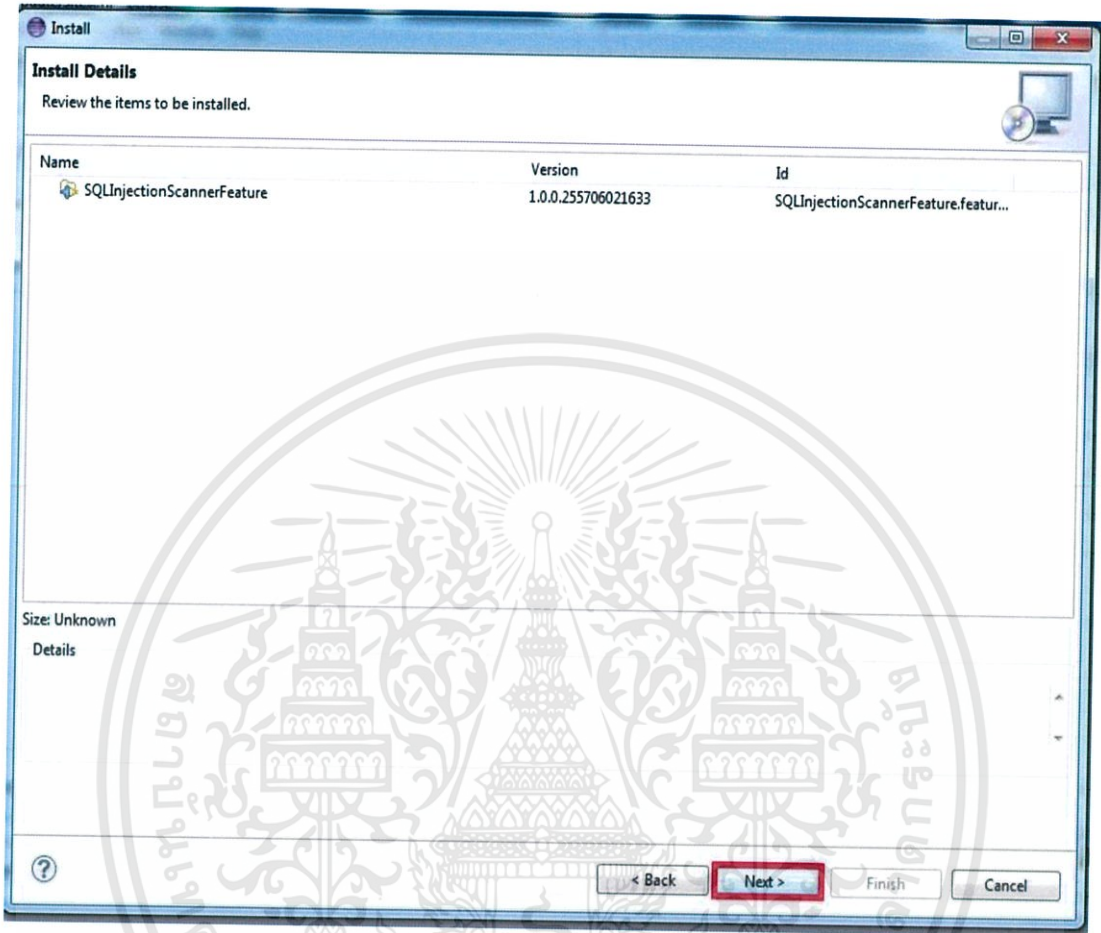 Install
Install Details
Review the items to be installed.
Name Version Id
SQLInjectionScannerFeature 1.0.0.255706021633 SQLInjectionScannerFeature.featur...
Size: Unknown
Details
? < Back Next > Finish Cancel